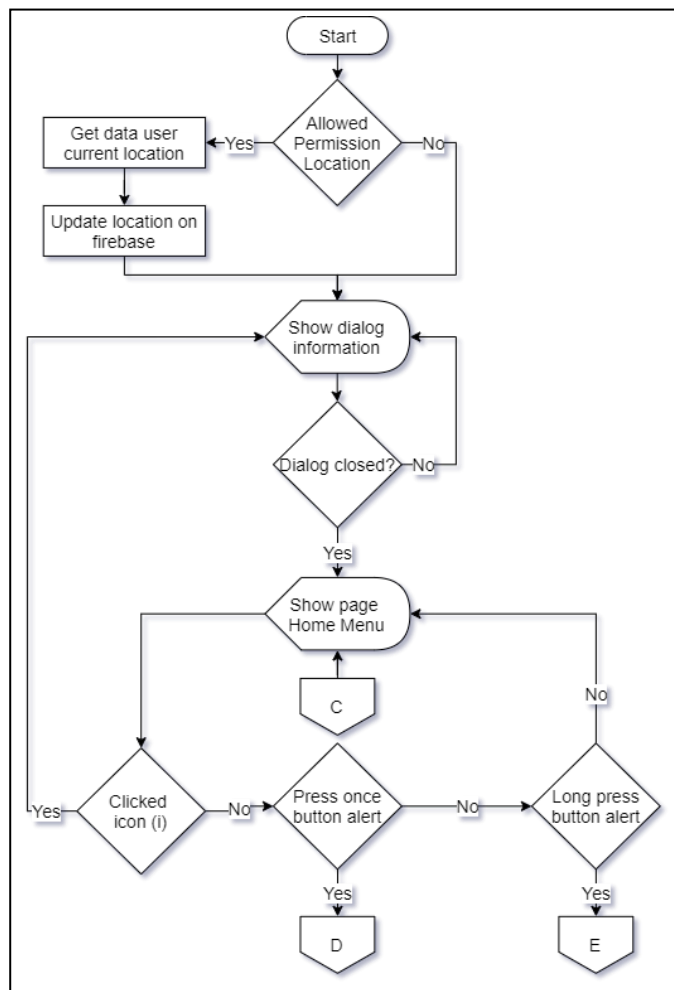 Start
Allowed
Permission
Location
Yes
No
Get data user
current location
Update location on
firebase
Show dialog
information
Dialog closed?
No
Yes
Show page
Home Menu
C
No
Clicked
icon (i)
Yes
No
Press once
button alert
No
Long press
button alert
Yes
Yes
D
E